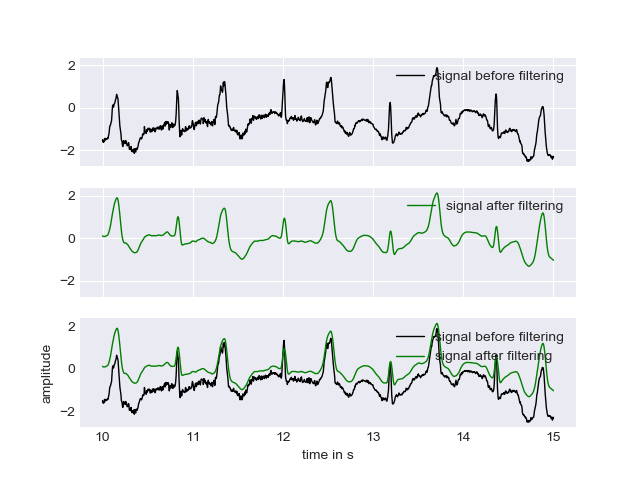 2
0
−2
signal before filtering
2
0
−2
signal after filtering
2
0
−2
signal before filtering
signal after filtering
amplitude
10 11 12 13 14 15
time in s